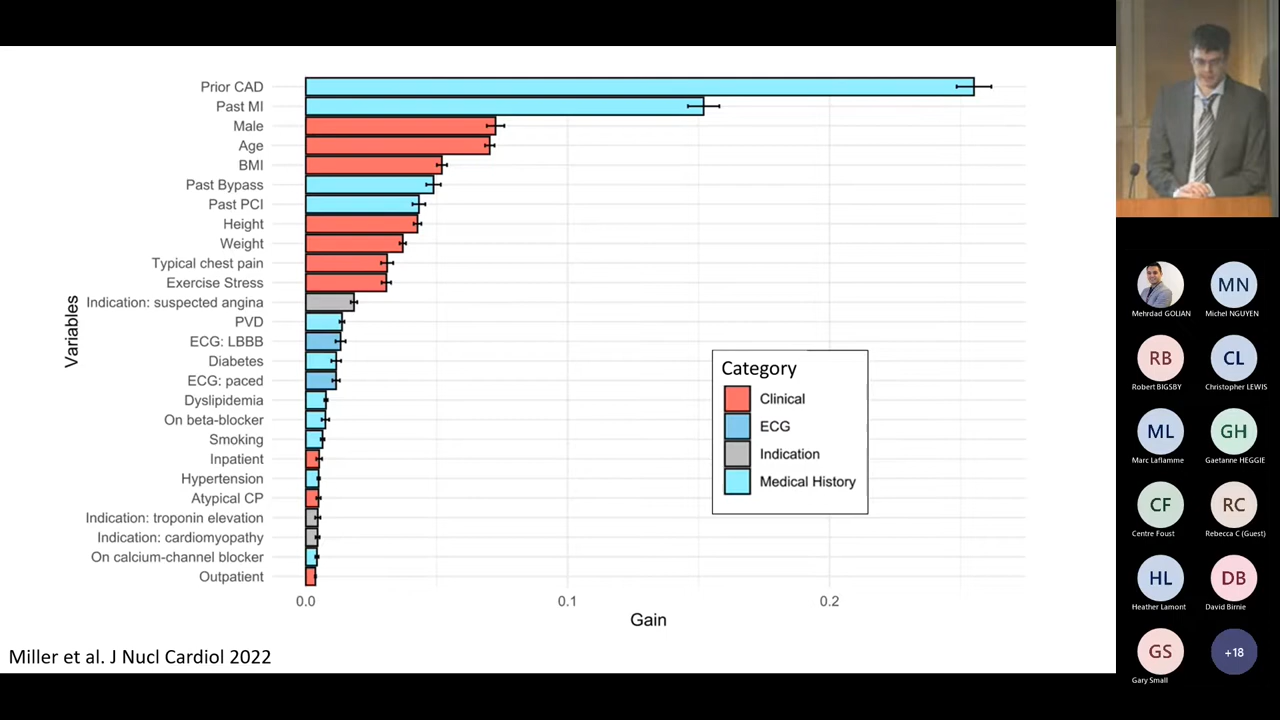 Prior CAD
Past MI
Male
Age
BMI
Past Bypass
Past PCI
Height
Weight
Typical chest pain
Exercise Stress
Indication: suspected angina
PVD
ECG: LBBB
Diabetes
ECG: paced
Dyslipidemia
On beta-blocker
Smoking
Inpatient
Hypertension
Atypical CP
Indication: troponin elevation
Indication: cardiomyopathy
On calcium-channel blocker
Outpatient
Variables
0.0 0.1 0.2
Gain
Category
Clinical
ECG
Indication
Medical History
Miller et al. J Nucl Cardiol 2022
MN
Mehrdad GOLIAN Michel NGUYEN
RB CL
Robert BIGSBY Christopher LEWIS
ML GH
Marc Laflamme Gaetanne HEGGIE
CF RC
Centre Foust Rebecca C (Guest)
HL DB
Heather Lamont David Birnie
GS +18
Gary Small